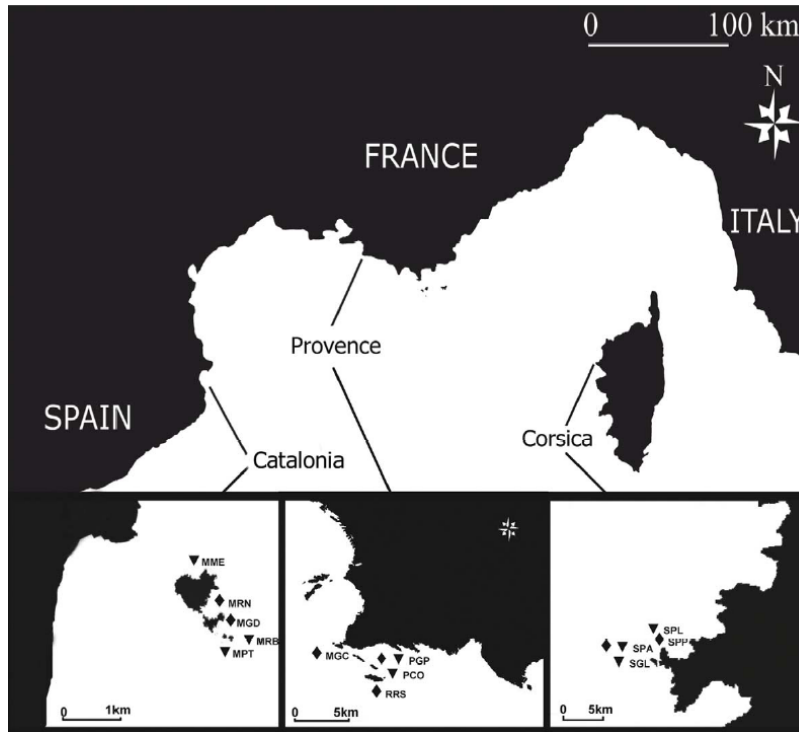 0 100 km
N
FRANCE
ITALY
Provence
SPAIN
Corsica
Catalonia
MME
MRN
MGD
MRB
MPT
0 1km
MGC
PGP
PCO
RRS
0 5km
SPL
SPP
SPA
SGL
0 5km